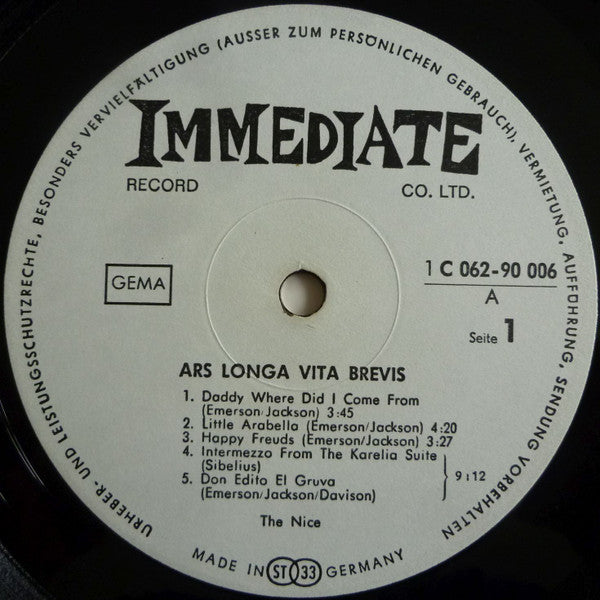 URHEBER- UND LEISTUNGSSCHUTZRECHTE, BESONDERS VERVIELFÄLTIGUNG (AUSSER ZUM PERSÖNLICHEN GEBRAUCH), VERMIETUNG, AUFFÜHRUNG, SENDUNG VORBEHALTEN
IMMEDIATE
RECORD CO. LTD.
GEMA
1 C 062-90 006
A
Seite 1
ARS LONGA VITA BREVIS
1. Daddy Where Did I Come From
(Emerson/Jackson) 3:45
2. Little Arabella (Emerson/Jackson) 4:20
3. Happy Freuds (Emerson/Jackson) 3:27
4. Intermezzo From The Karelia Suite
(Sibelius)
9:12
5. Don Edito El Gruva
(Emerson/Jackson/Davison)
The Nice
MADE IN ST 33 GERMANY